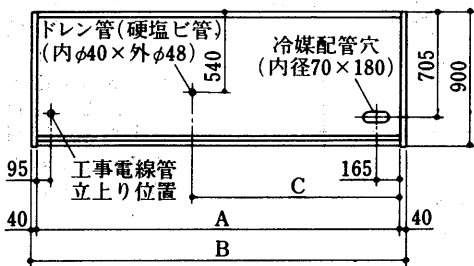 ドレン管(硬塩ビ管)
(内φ40×外φ48)
540
冷媒配管穴
(内径70×180)
705
900
95
工事電線管
立上り位置
165
C
40
A
40
B